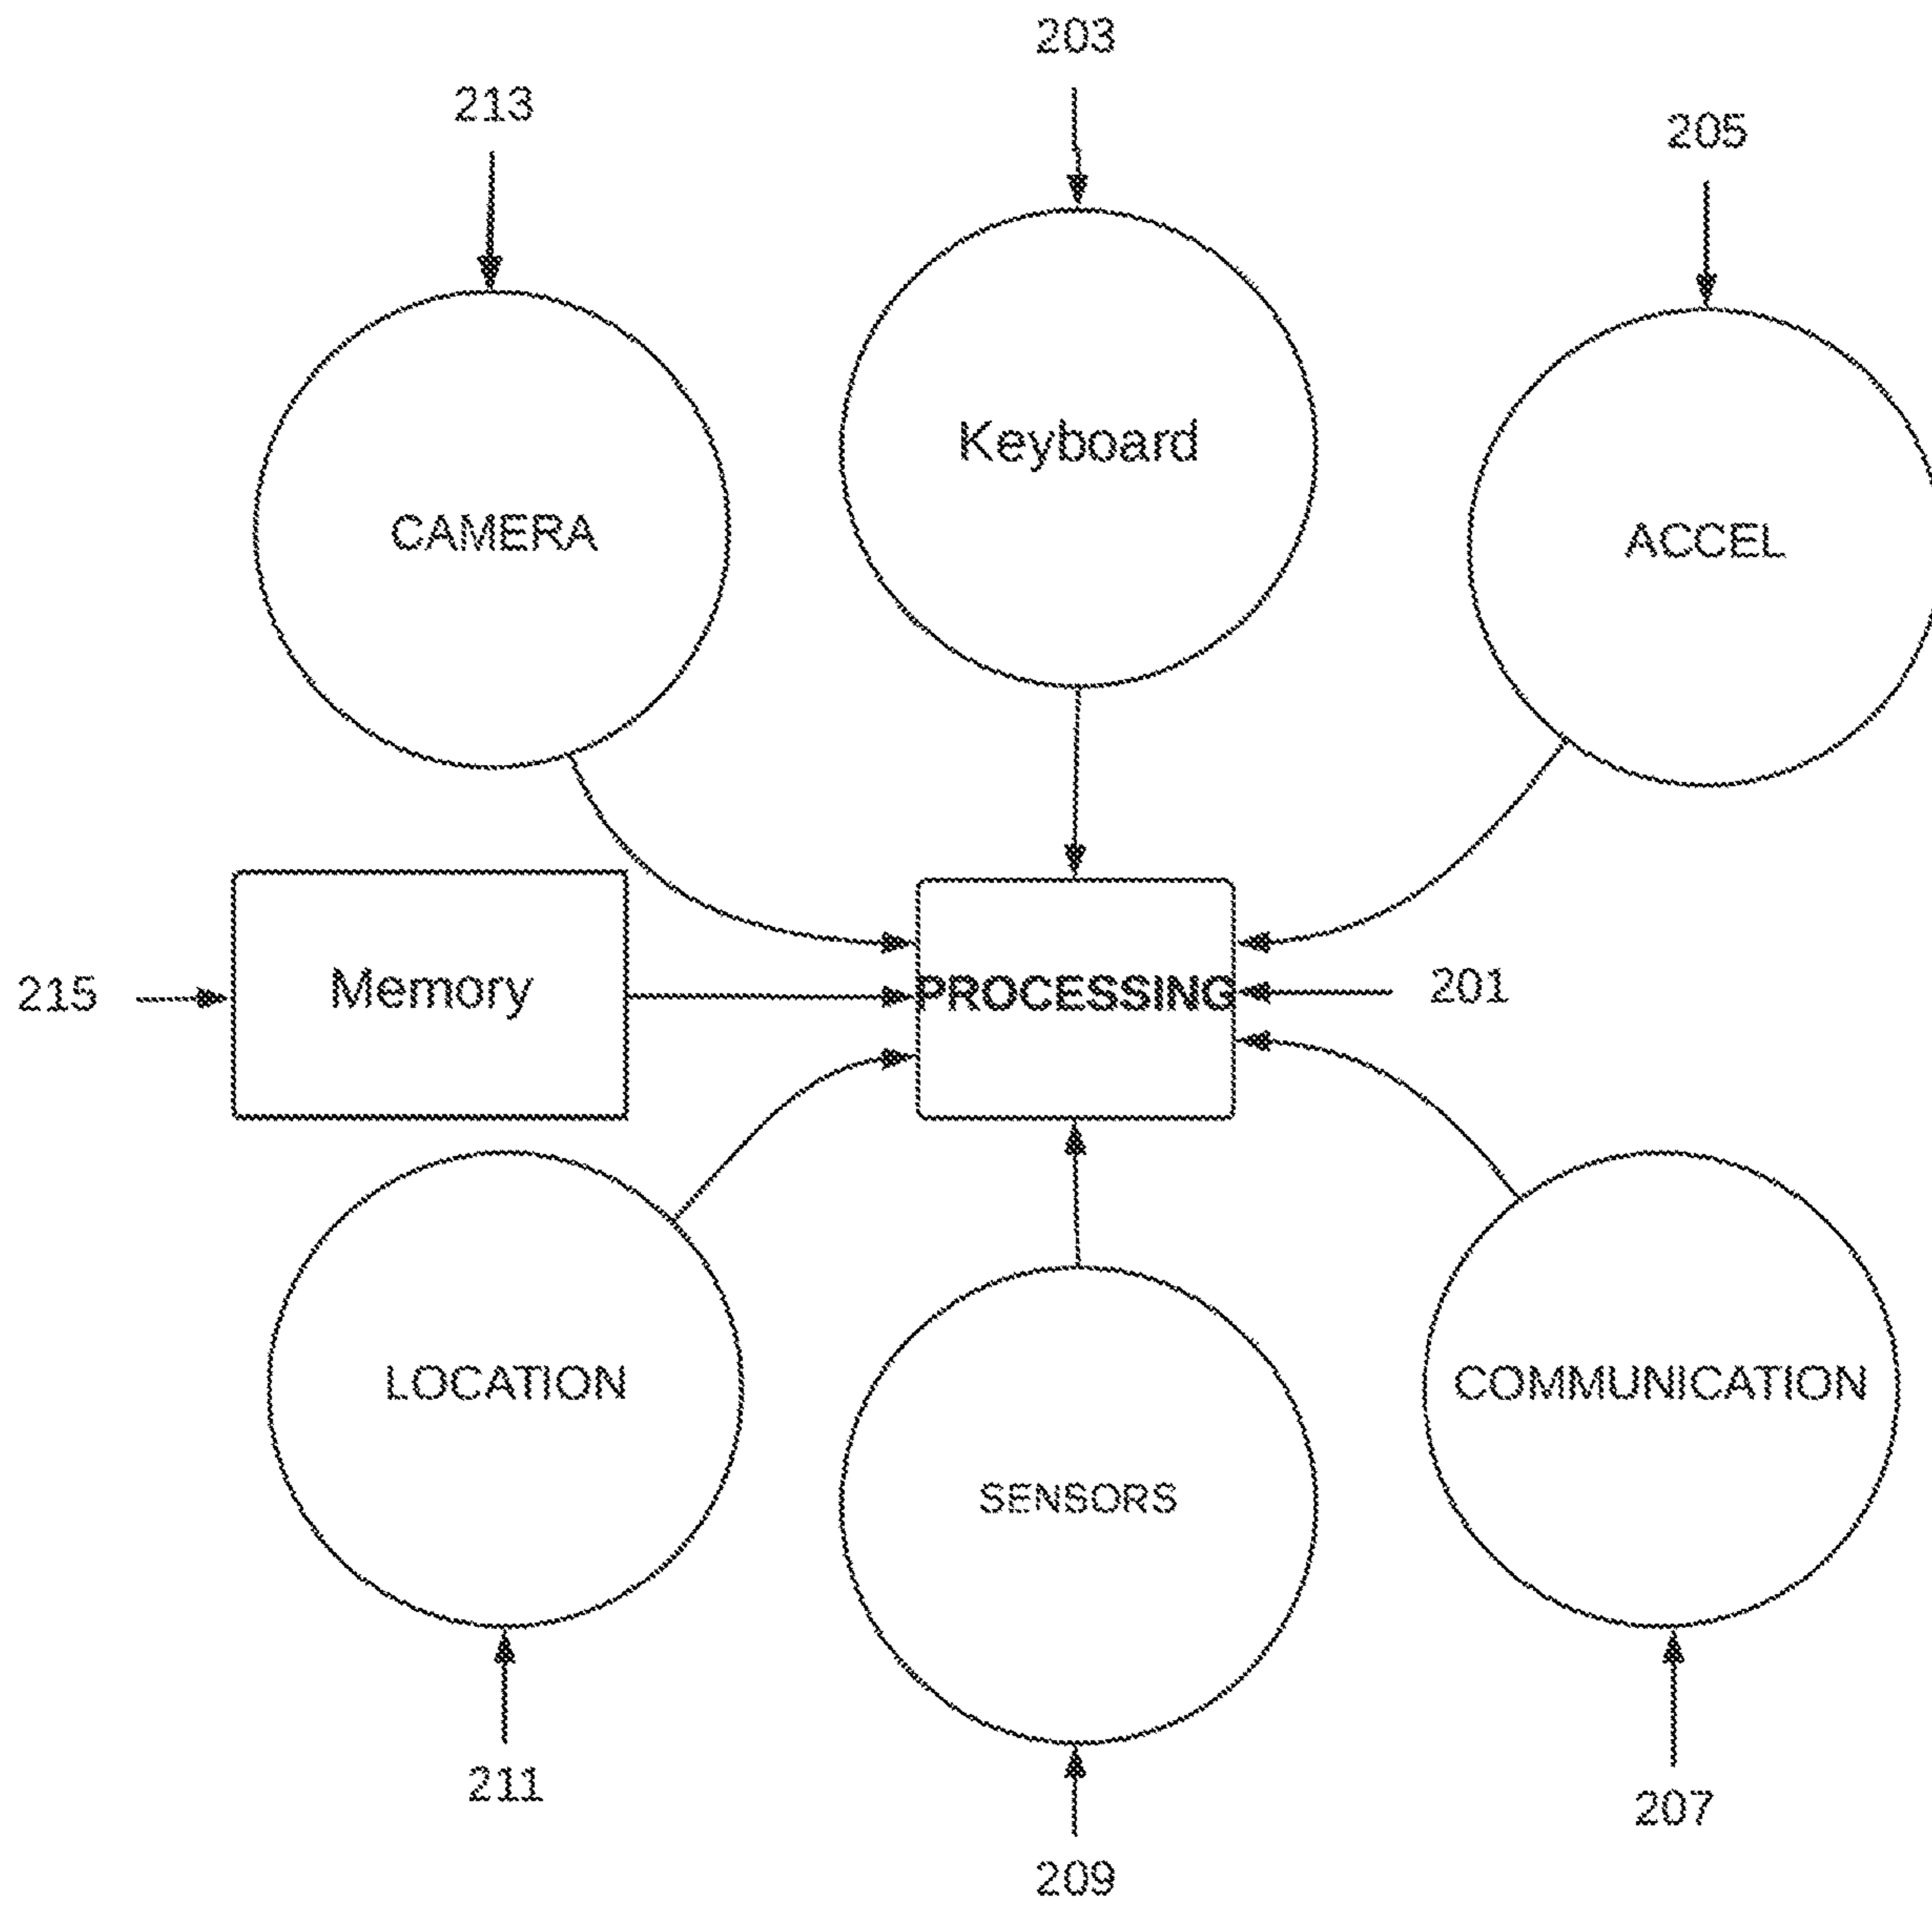 203
213
205
Keyboard
CAMERA
ACCEL
Memory
215
PROCESSING
201
LOCATION
COMMUNICATION
SENSORS
211
207
209